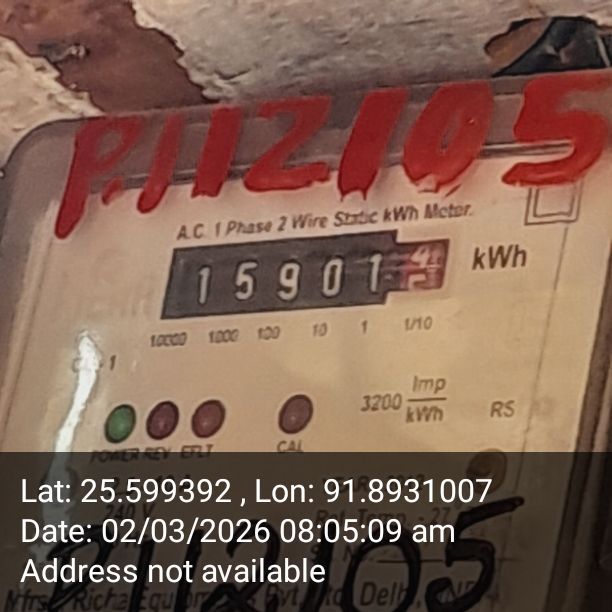 P.112105
A.C. 1 Phase 2 Wire Static kWh Meter.
15901 kWh
10000 1000 100 10 1 1/10
3200 Imp
kWh
RS
POWER REV E/FLT CAL
Lat: 25.599392 , Lon: 91.8931007
240 V
Date: 02/03/2026 08:05:09 am
Address not available